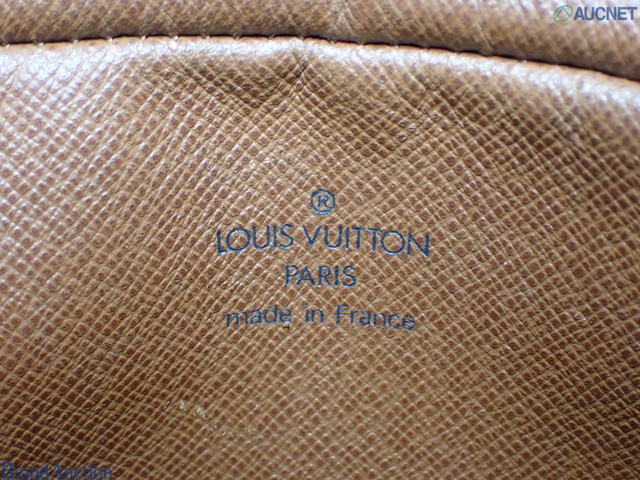 AUCNET
®
LOUIS VUITTON
PARIS
made in France
Brand Auction